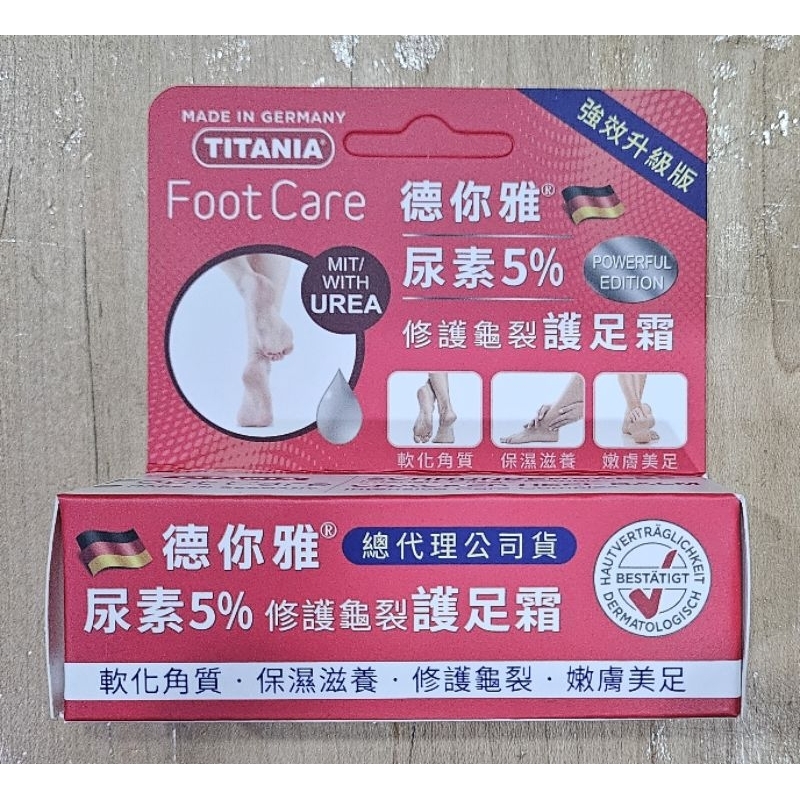 MADE IN GERMANY
TITANIA®
Foot Care
強效升級版
德你雅®
尿素5%
POWERFUL
EDITION
修護龜裂護足霜
MIT/
WITH
UREA
軟化角質 保濕滋養 嫩膚美足
德你雅® 總代理公司貨
尿素5% 修護龜裂護足霜
HAUTVERTRÄGLICHKEIT
BESTÄTIGT
DERMATOLOGISCH
軟化角質・保濕滋養・修護龜裂・嫩膚美足